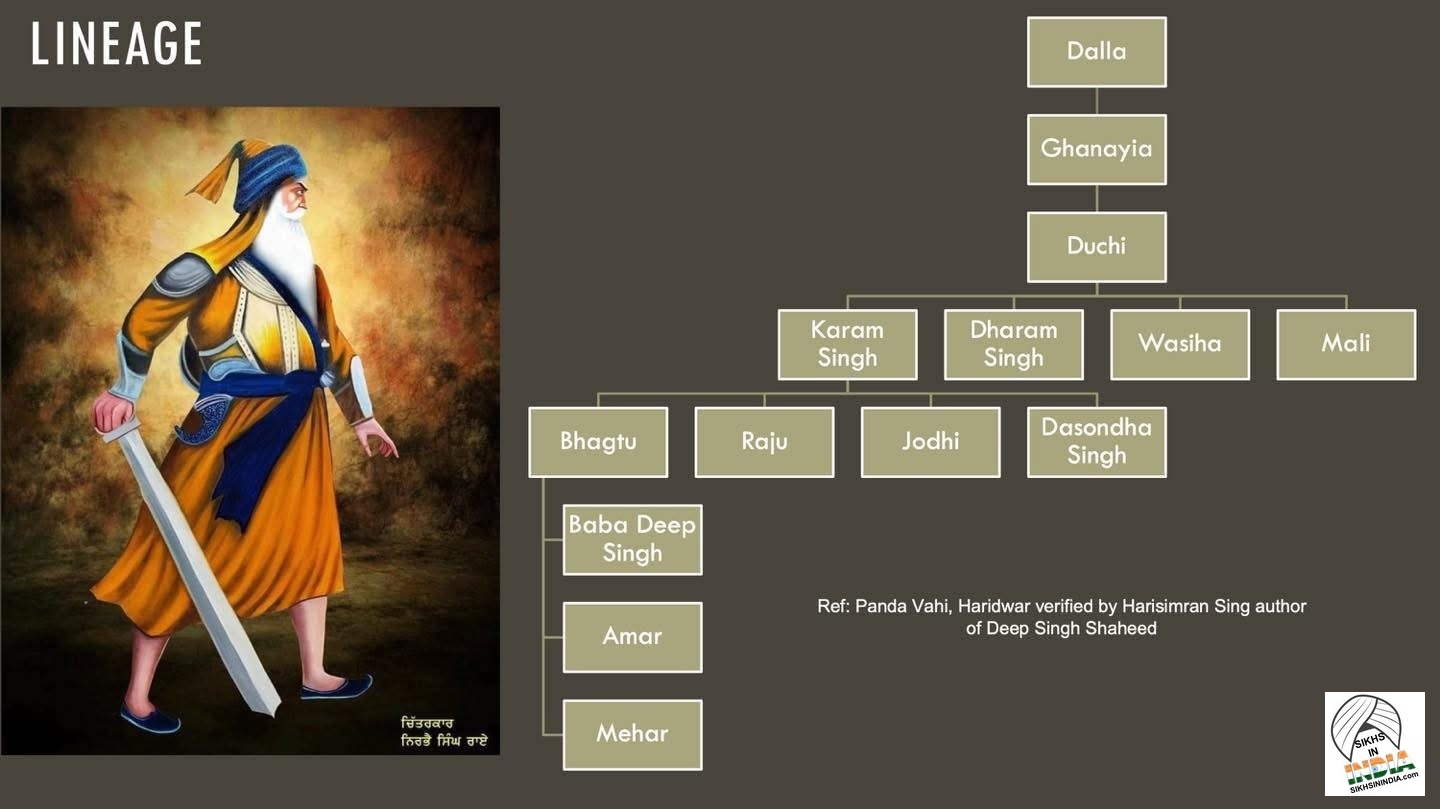 LINEAGE
Dalla
Ghanayia
Duchi
Karam
Singh
Dharam
Singh
Wasiha
Mali
Bhagtu
Raju
Jodhi
Dasondha
Singh
Baba Deep
Singh
Amar
Mehar
Ref: Panda Vahi, Haridwar verified by Harisimran Sing author
of Deep Singh Shaheed
ਚਿੱਤਰਕਾਰ
ਨਿਰਭੈ ਸਿੰਘ ਰਾਏ
SIKHS
IN
INDIA
SIKHSININDIA.com